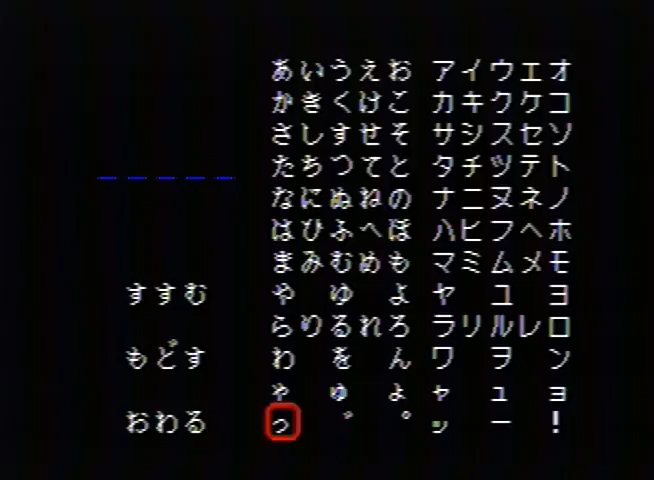 あいうえお アイウエオ
かきくけこ カキクケコ
さしすせそ サシスセソ
たちつてと タチツテト
なにぬねの ナニヌネノ
はひふへほ ハヒフヘホ
まみむめも マミムメモ
すすむ や ゆ よ ヤ ユ ヨ
らりるれろ ラリルレロ
もどす わ を ん ワ ヲ ン
ゃ ゅ ょ ャ ュ ョ
おわる っ ゛ ゜ ッ ー !